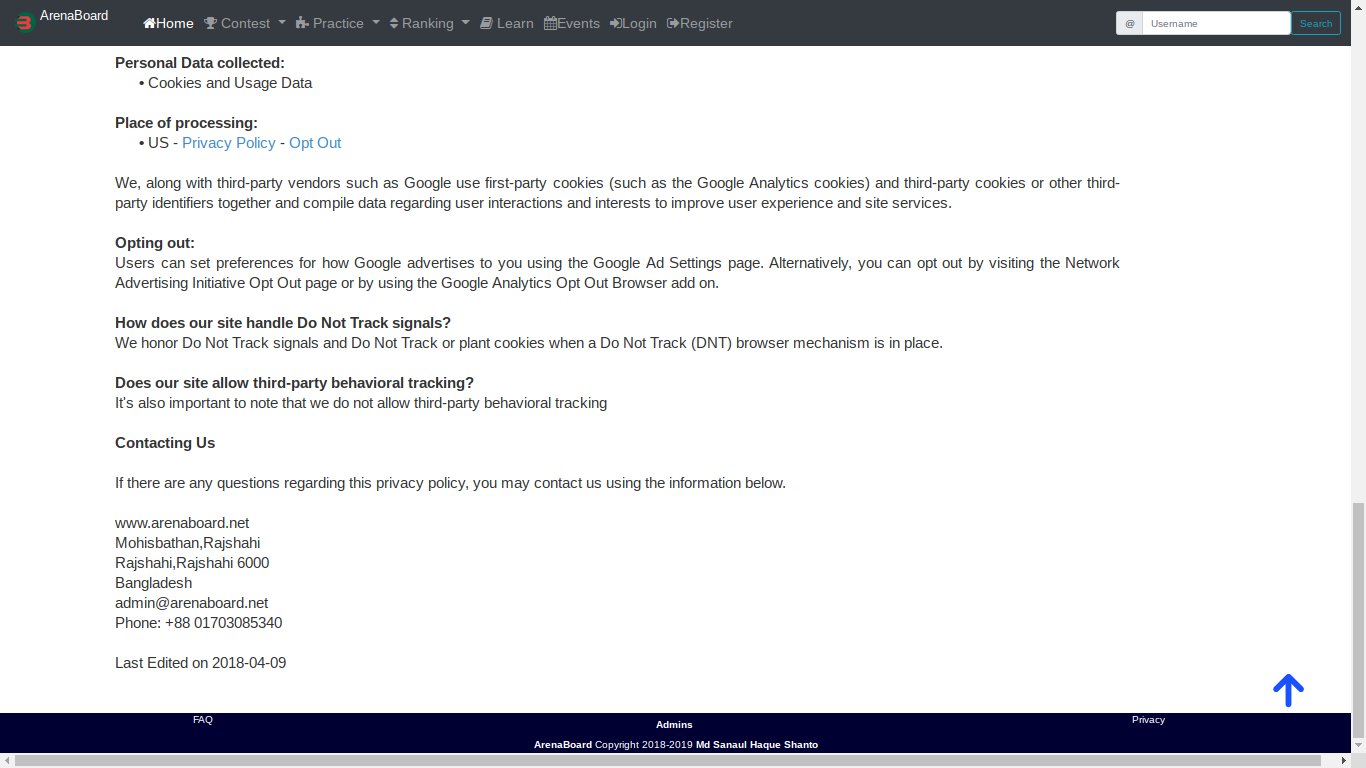 ArenaBoard Home Contest Practice Ranking Learn Events Login Register @ Username Search
Personal Data collected:
• Cookies and Usage Data
Place of processing:
• US - Privacy Policy - Opt Out
We, along with third-party vendors such as Google use first-party cookies (such as the Google Analytics cookies) and third-party cookies or other third-
party identifiers together and compile data regarding user interactions and interests to improve user experience and site services.
Opting out:
Users can set preferences for how Google advertises to you using the Google Ad Settings page. Alternatively, you can opt out by visiting the Network
Advertising Initiative Opt Out page or by using the Google Analytics Opt Out Browser add on.
How does our site handle Do Not Track signals?
We honor Do Not Track signals and Do Not Track or plant cookies when a Do Not Track (DNT) browser mechanism is in place.
Does our site allow third-party behavioral tracking?
It's also important to note that we do not allow third-party behavioral tracking
Contacting Us
If there are any questions regarding this privacy policy, you may contact us using the information below.
www.arenaboard.net
Mohisbathan,Rajshahi
Rajshahi,Rajshahi 6000
Bangladesh
admin@arenaboard.net
Phone: +88 01703085340
Last Edited on 2018-04-09
FAQ Admins Privacy
ArenaBoard Copyright 2018-2019 Md Sanaul Haque Shanto